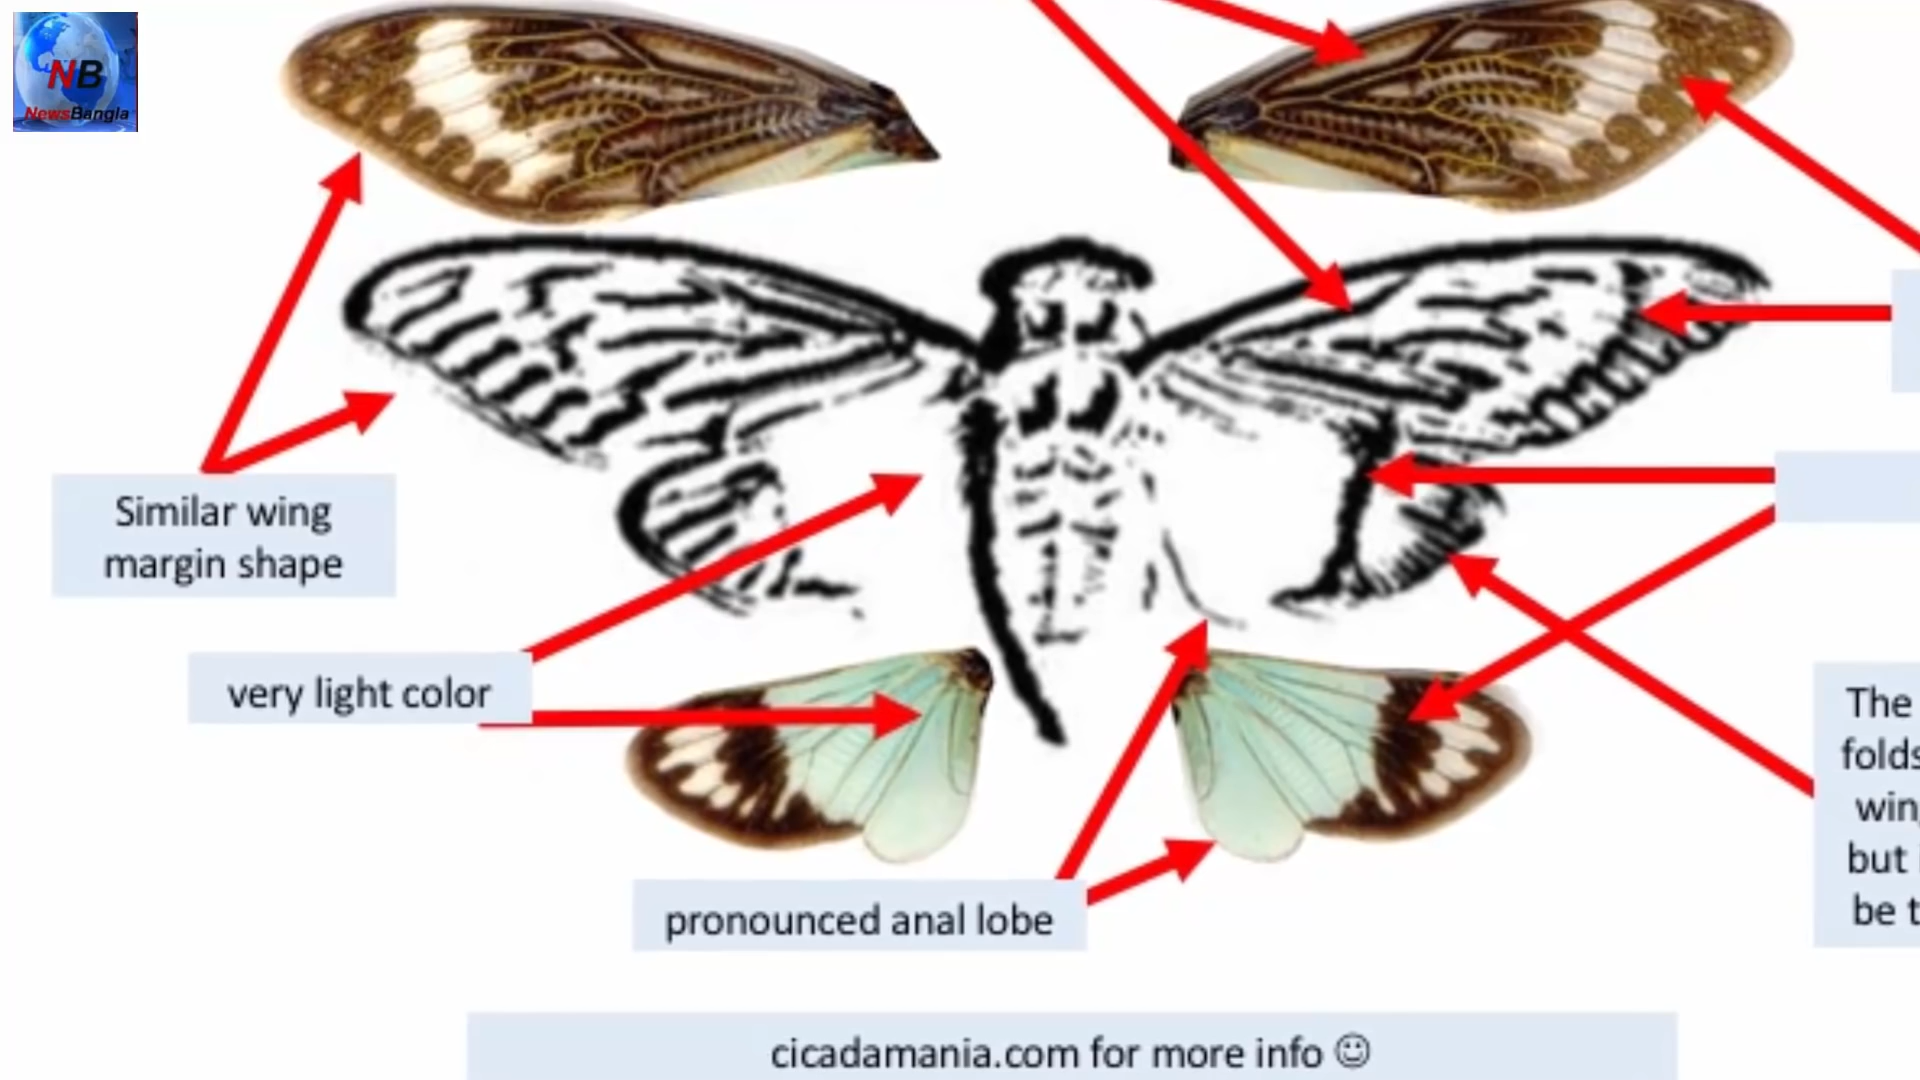 NB
NewsBangla
Similar wing
margin shape
very light color
pronounced anal lobe
The
folds
win
but
be t
cicadamania.com for more info ☺